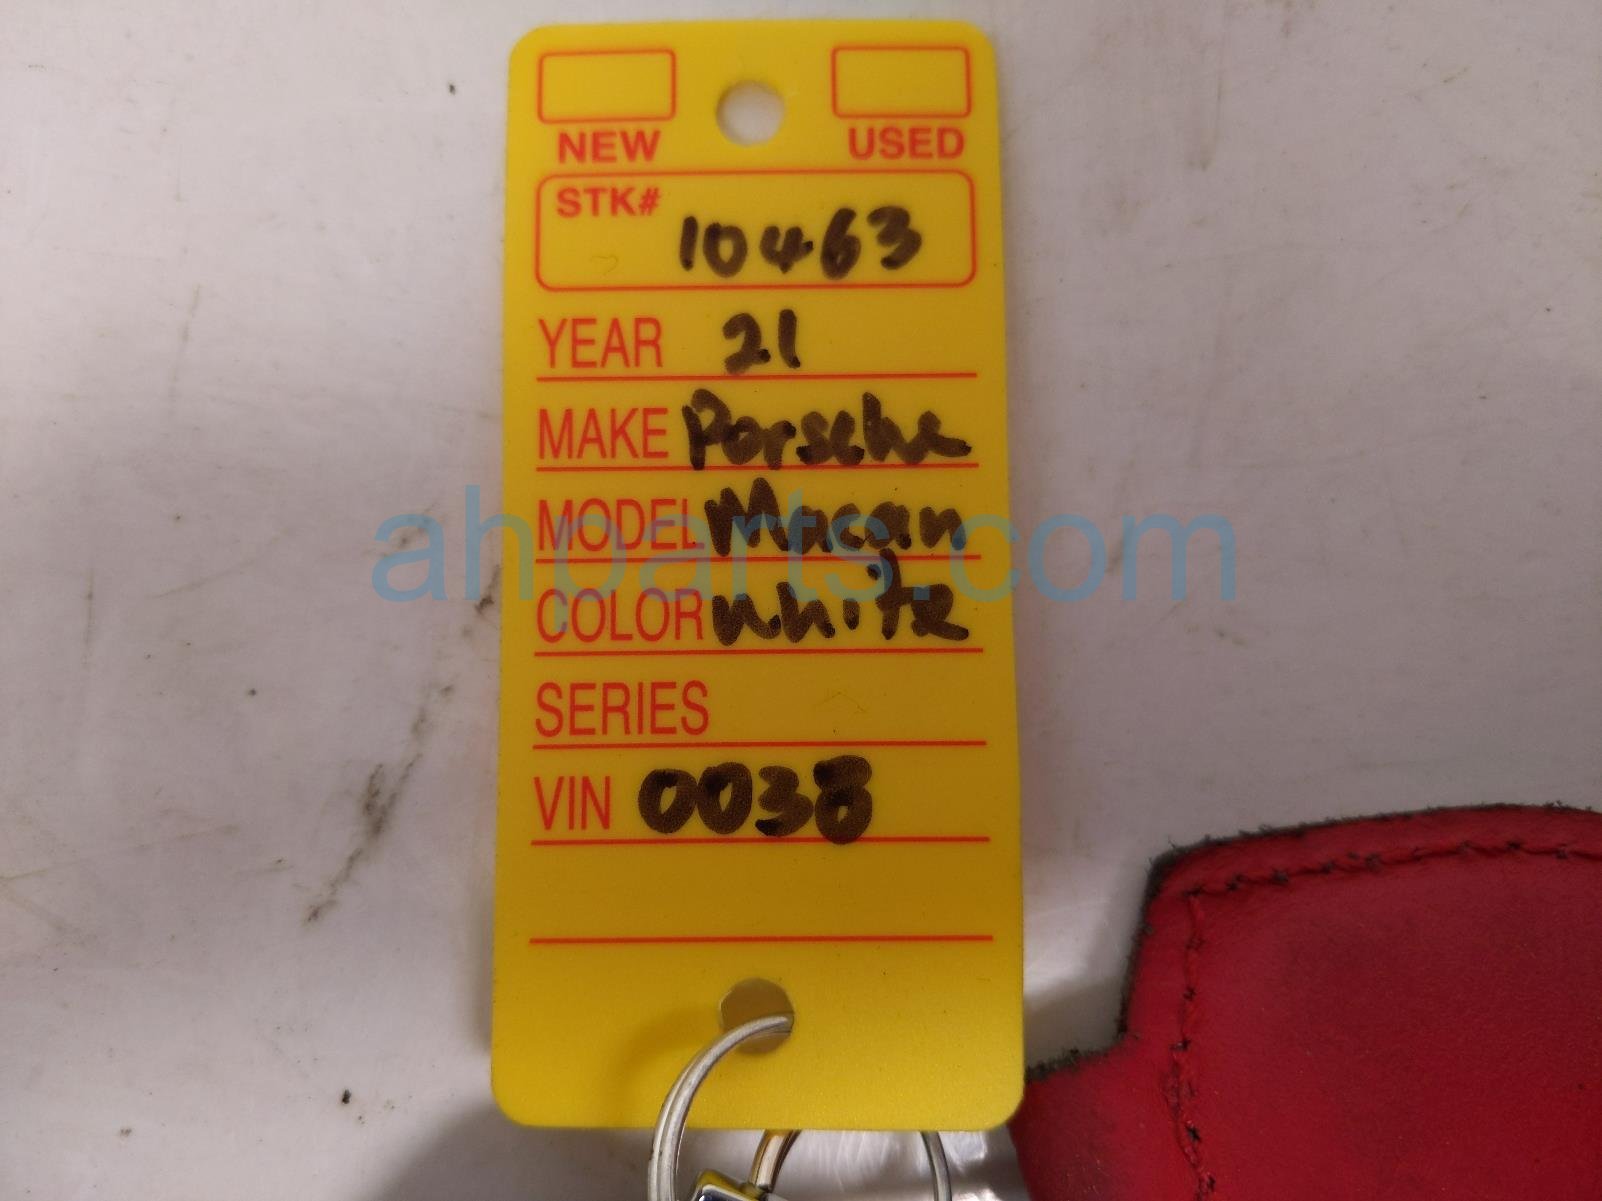 NEW USED
STK# 10463
YEAR 21
MAKE Porsche
MODEL Macan
ahparts.com
COLOR white
SERIES
VIN 0038